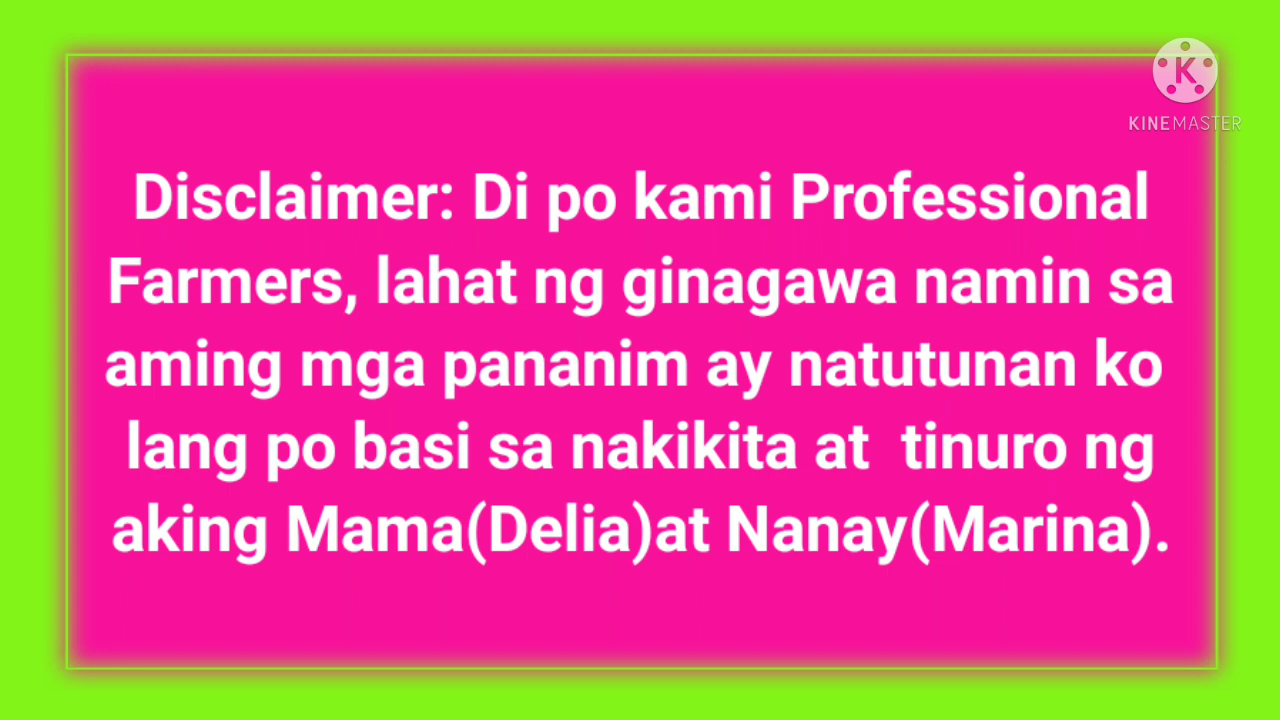 K
KINEMASTER
Disclaimer: Di po kami Professional
Farmers, lahat ng ginagawa namin sa
aming mga pananim ay natutunan ko
lang po basi sa nakikita at  tinuro ng
aking Mama(Delia)at Nanay(Marina).